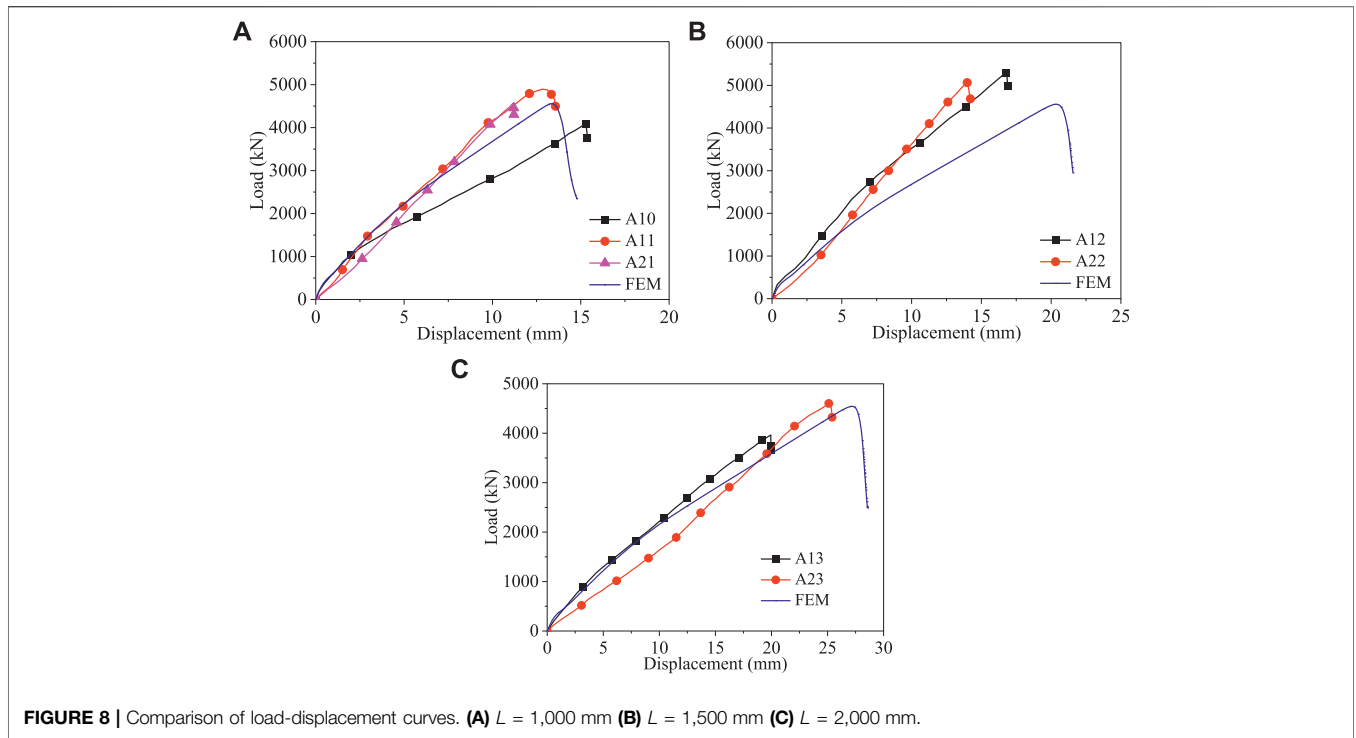 A
6000
5000
4000
3000
2000
1000
0
Load (kN)
A10
A11
A21
FEM
0 5 10 15 20
Displacement (mm)
B
6000
5000
4000
3000
2000
1000
0
Load (kN)
A12
A22
FEM
0 5 10 15 20 25
Displacement (mm)
C
5000
4000
3000
2000
1000
0
Load (kN)
A13
A23
FEM
0 5 10 15 20 25 30
Displacement (mm)
FIGURE 8 | Comparison of load-displacement curves. (A) L = 1,000 mm (B) L = 1,500 mm (C) L = 2,000 mm.